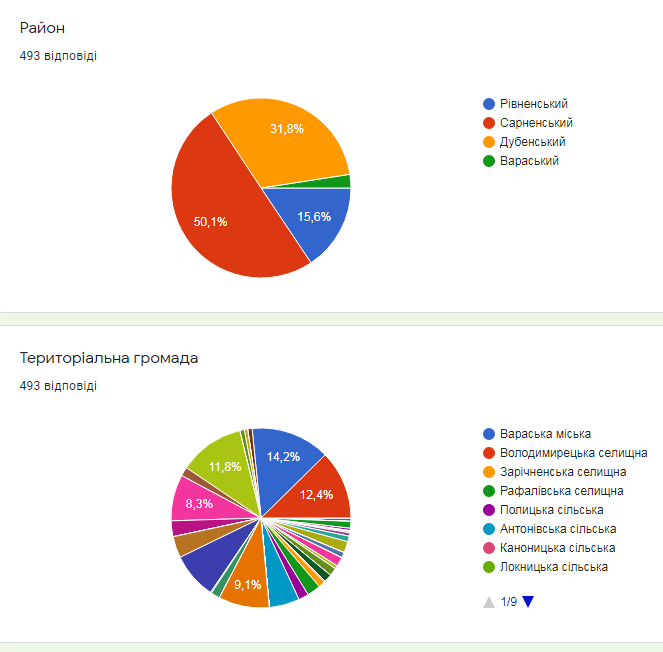 Район
493 відповіді
31,8%
50,1%
15,6%
Рівненський
Сарненський
Дубенський
Вараський
Територіальна громада
493 відповіді
14,2%
11,8%
12,4%
8,3%
9,1%
Вараська міська
Володимирецька селищна
Зарічненська селищна
Рафалівська селищна
Полицька сільська
Антонівська сільська
Каноницька сільська
Локницька сільська
1/9